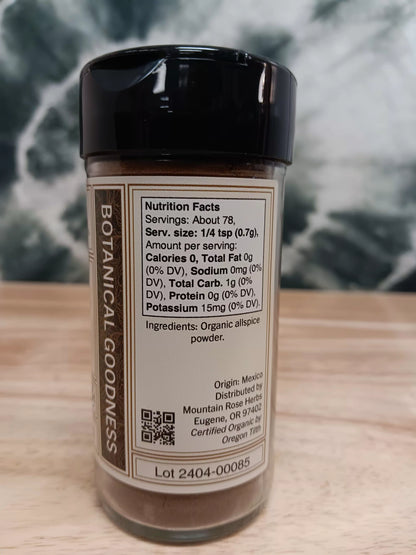 BOTANICAL GOODNESS
Nutrition Facts
Servings: About 78,
Serv. size: 1/4 tsp (0.7g),
Amount per serving:
Calories 0, Total Fat 0g
(0% DV), Sodium 0mg (0%
DV), Total Carb. 1g (0%
DV), Protein 0g (0% DV),
Potassium 15mg (0% DV).
Ingredients: Organic allspice
powder.
Origin: Mexico
Distributed by
Mountain Rose Herbs
Eugene, OR 97402
Certified Organic by
Oregon Tilth
Lot 2404-00085